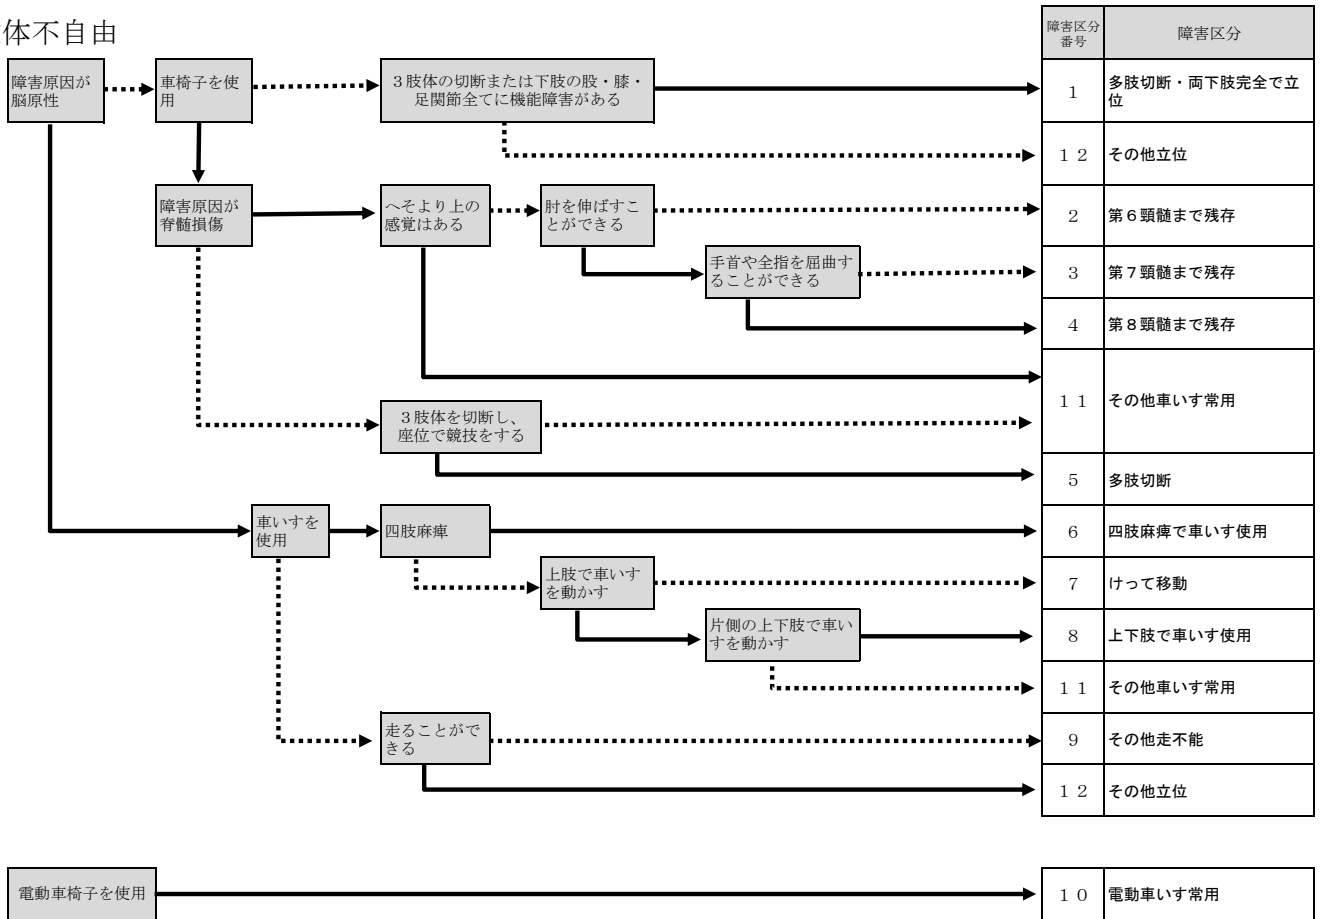 体不自由
障害区分
番号
障害区分
障害原因が
脳原性
車椅子を使
用
３肢体の切断または下肢の股・膝・
足関節全てに機能障害がある
1
多肢切断・両下肢完全で立
位
１２
その他立位
障害原因が
脊髄損傷
へそより上の
感覚はある
肘を伸ばすこ
とができる
2
第６頸髄まで残存
手首や全指を屈曲す
ることができる
3
第７頸髄まで残存
4
第８頸髄まで残存
１１
その他車いす常用
３肢体を切断し、
座位で競技をする
5
多肢切断
車いすを
使用
四肢麻痺
6
四肢麻痺で車いす使用
上肢で車いす
を動かす
7
けって移動
片側の上下肢で車い
すを動かす
8
上下肢で車いす使用
１１
その他車いす常用
走ることがで
きる
9
その他走不能
１２
その他立位
電動車椅子を使用
１０
電動車いす常用